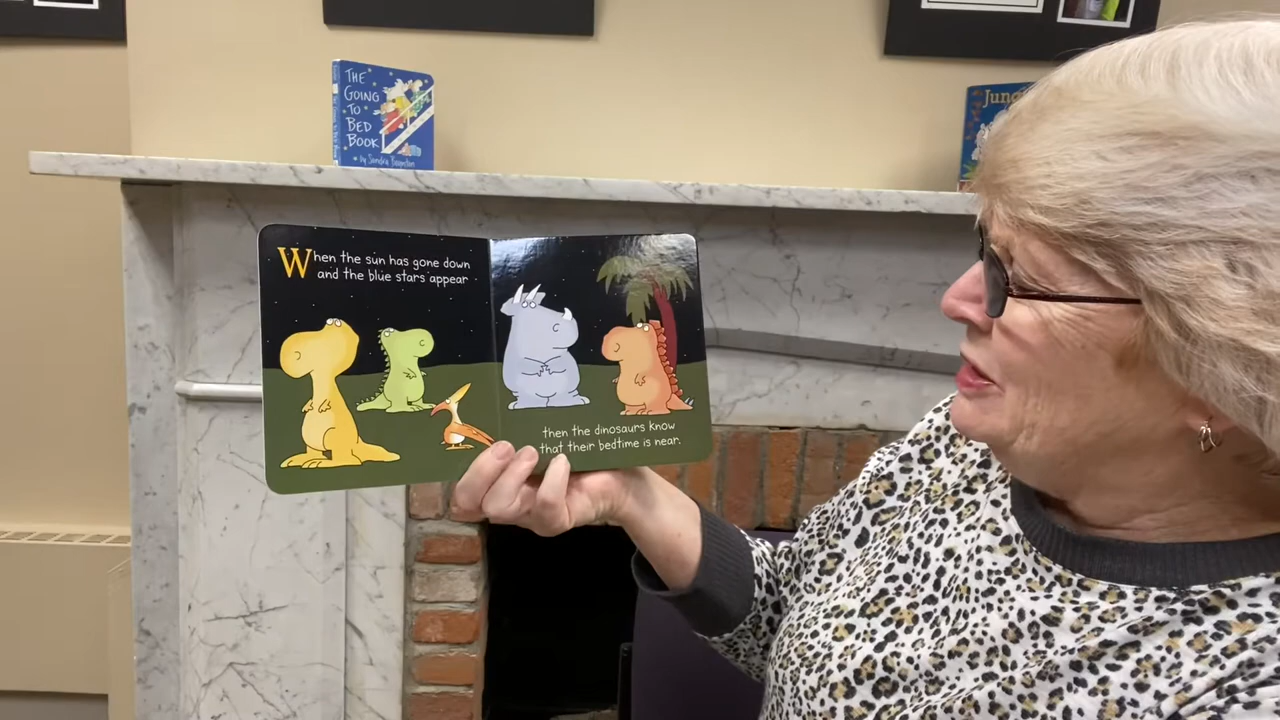 THE
GOING
TO
BED
BOOK
by Sandra Boynton
When the sun has gone down
and the blue stars appear
then the dinosaurs know
that their bedtime is near.